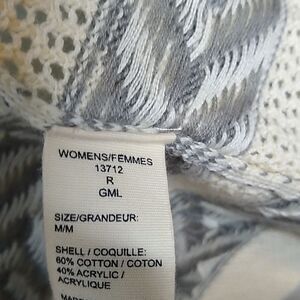 WOMENS/FEMMES
13712
R
GML
SIZE/GRANDEUR:
M/M
SHELL / COQUILLE:
60% COTTON / COTON
40% ACRYLIC /
ACRYLIQUE